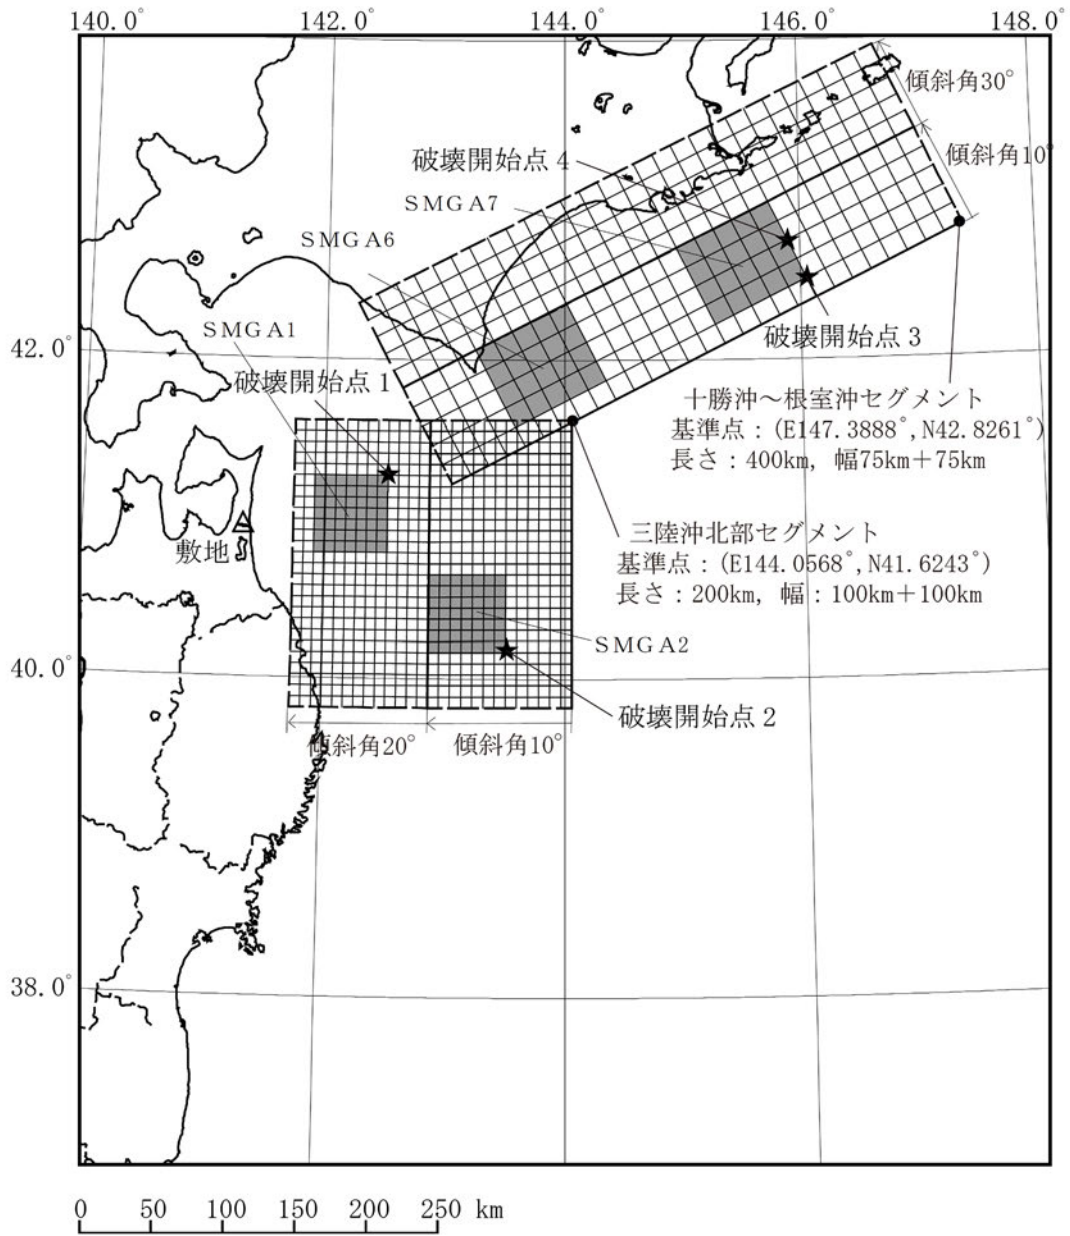 140.0°
142.0°
144.0°
146.0°
148.0°
傾斜角30°
破壊開始点４
傾斜角10°
ＳＭＧＡ7
ＳＭＧＡ6
ＳＭＧＡ1
破壊開始点３
42.0°
破壊開始点１
十勝沖～根室沖セグメント
基準点：(E147.3888°,N42.8261°)
長さ：400km, 幅75km＋75km
敷地
三陸沖北部セグメント
基準点：(E144.0568°,N41.6243°)
長さ：200km, 幅：100km＋100km
ＳＭＧＡ2
40.0°
破壊開始点２
傾斜角20°
傾斜角10°
38.0°
0
50
100
150
200
250 km